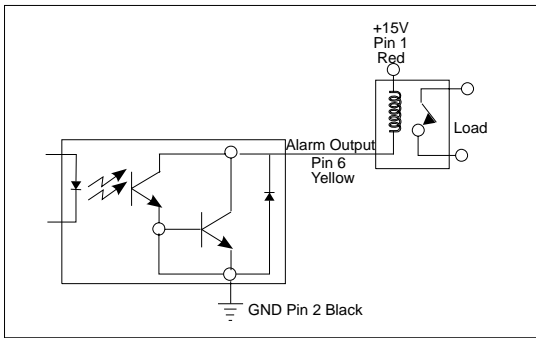 +15V
Pin 1
Red
Load
Alarm Output
Pin 6
Yellow
GND Pin 2 Black